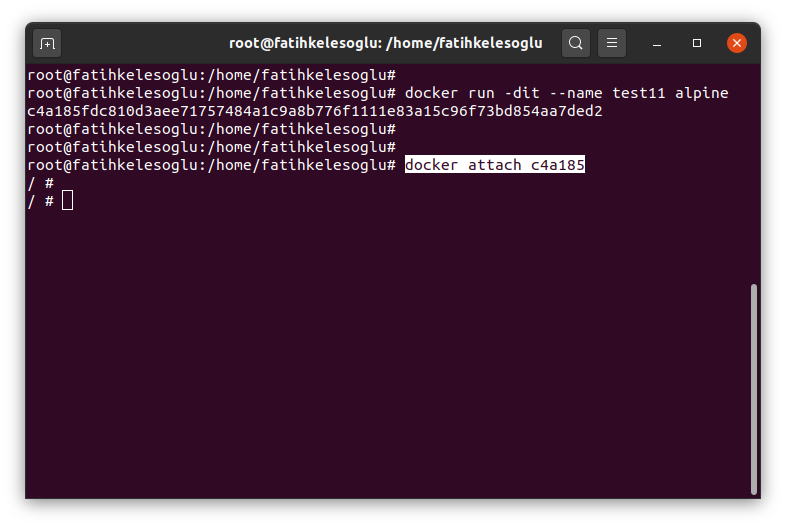 root@fatihkelesoglu: /home/fatihkelesoglu
root@fatihkelesoglu:/home/fatihkelesoglu#
root@fatihkelesoglu:/home/fatihkelesoglu# docker run -dit --name test11 alpine
c4a185fdc810d3aee71757484a1c9a8b776f1111e83a15c96f73bd854aa7ded2
root@fatihkelesoglu:/home/fatihkelesoglu#
root@fatihkelesoglu:/home/fatihkelesoglu#
root@fatihkelesoglu:/home/fatihkelesoglu# docker attach c4a185
/ #
/ #